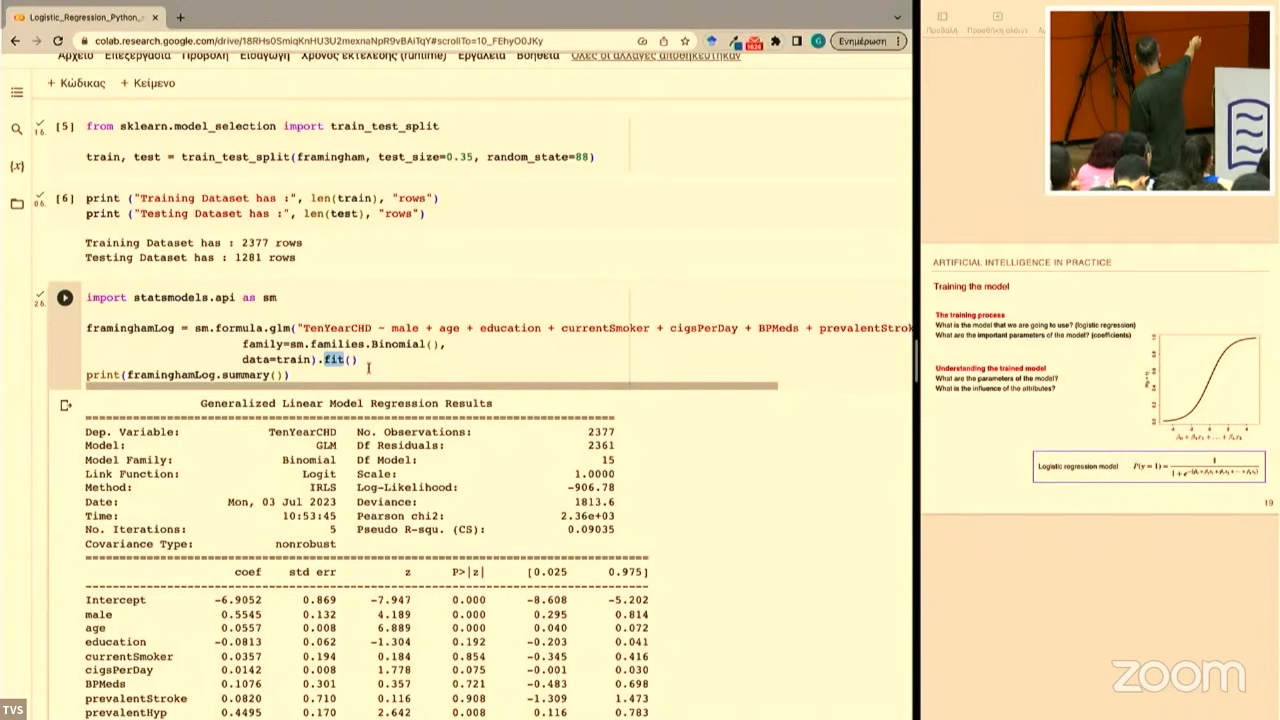 Logistic_Regression_Python_
colab.research.google.com/drive/18RHs0SmlqKnHU3U2mexnaNpR9vBAiTqY#scrollTo=10_FEhyO0JKy
Ενημέρωση
Αρχείο Επεξεργασία Προβολή Εισαγωγή Χρόνος εκτέλεσης (runtime) Εργαλεία Βοήθεια Όλες οι αλλαγές αποθηκεύτηκαν
+ Κώδικας + Κείμενο
[5] from sklearn.model_selection import train_test_split
train, test = train_test_split(framingham, test_size=0.35, random_state=88)
[6] print ("Training Dataset has :", len(train), "rows")
print ("Testing Dataset has :", len(test), "rows")
Training Dataset has : 2377 rows
Testing Dataset has : 1281 rows
import statsmodels.api as sm
framinghamLog = sm.formula.glm("TenYearCHD ~ male + age + education + currentSmoker + cigsPerDay + BPMeds + prevalentStrok
family=sm.families.Binomial(),
data=train).fit()
print(framinghamLog.summary())
Generalized Linear Model Regression Results
Dep. Variable: TenYearCHD No. Observations: 2377
Model: GLM Df Residuals: 2361
Model Family: Binomial Df Model: 15
Link Function: Logit Scale: 1.0000
Method: IRLS Log-Likelihood: -906.78
Date: Mon, 03 Jul 2023 Deviance: 1813.6
Time: 10:53:45 Pearson chi2: 2.36e+03
No. Iterations: 5 Pseudo R-squ. (CS): 0.09035
Covariance Type: nonrobust
coef std err z P>|z| [0.025 0.975]
Intercept -6.9052 0.869 -7.947 0.000 -8.608 -5.202
male 0.5545 0.132 4.189 0.000 0.295 0.814
age 0.0557 0.008 6.889 0.000 0.040 0.072
education -0.0813 0.062 -1.304 0.192 -0.203 0.041
currentSmoker 0.0357 0.194 0.184 0.854 -0.345 0.416
cigsPerDay 0.0142 0.008 1.778 0.075 -0.001 0.030
BPMeds 0.1076 0.301 0.357 0.721 -0.483 0.698
prevalentStroke 0.0820 0.710 0.116 0.908 -1.309 1.473
prevalentHyp 0.4495 0.170 2.642 0.008 0.116 0.783
TVS
Προβολή Προσθήκη
ARTIFICIAL INTELLIGENCE IN PRACTICE
Training the model
The training process
What is the model that we are going to use? (logistic regression)
What are the important parameters of the model? (coefficients)
Understanding the trained model
What are the parameters of the model?
What is the influence of the attributes?
Logistic regression model
19
zoom